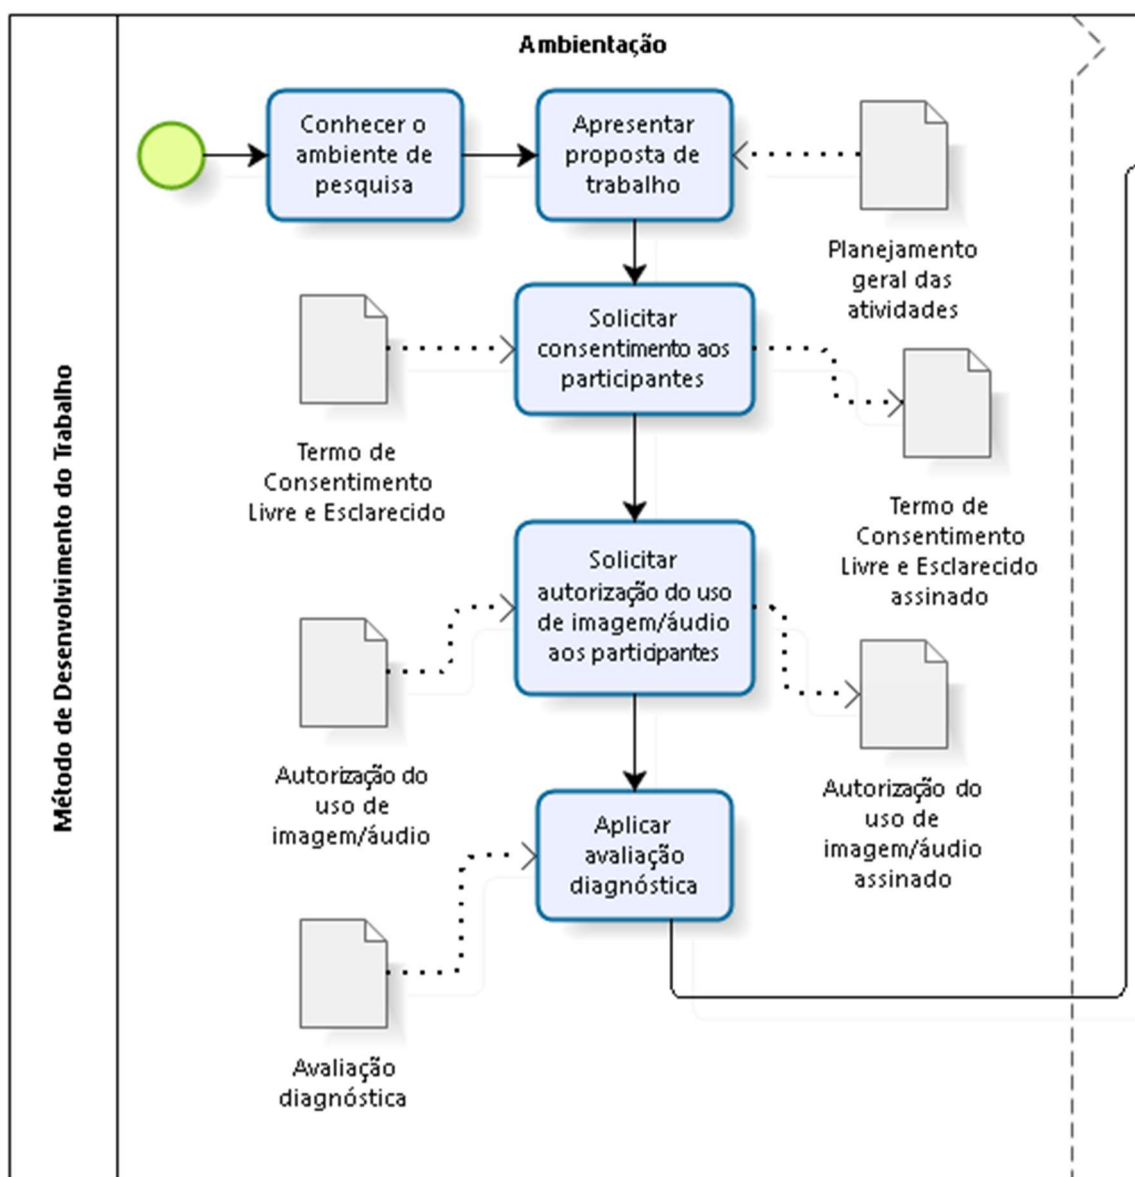 Ambientação
Método de Desenvolvimento do Trabalho
Conhecer o
ambiente de
pesquisa
Apresentar
proposta de
trabalho
Planejamento
geral das
atividades
Solicitar
consentimento aos
participantes
Termo de
Consentimento
Livre e Esclarecido
Termo de
Consentimento
Livre e Esclarecido
assinado
Solicitar
autorização do uso
de imagem/áudio
aos participantes
Autorização do
uso de
imagem/áudio
Autorização do
uso de
imagem/áudio
assinado
Aplicar
avaliação
diagnóstica
Avaliação
diagnóstica